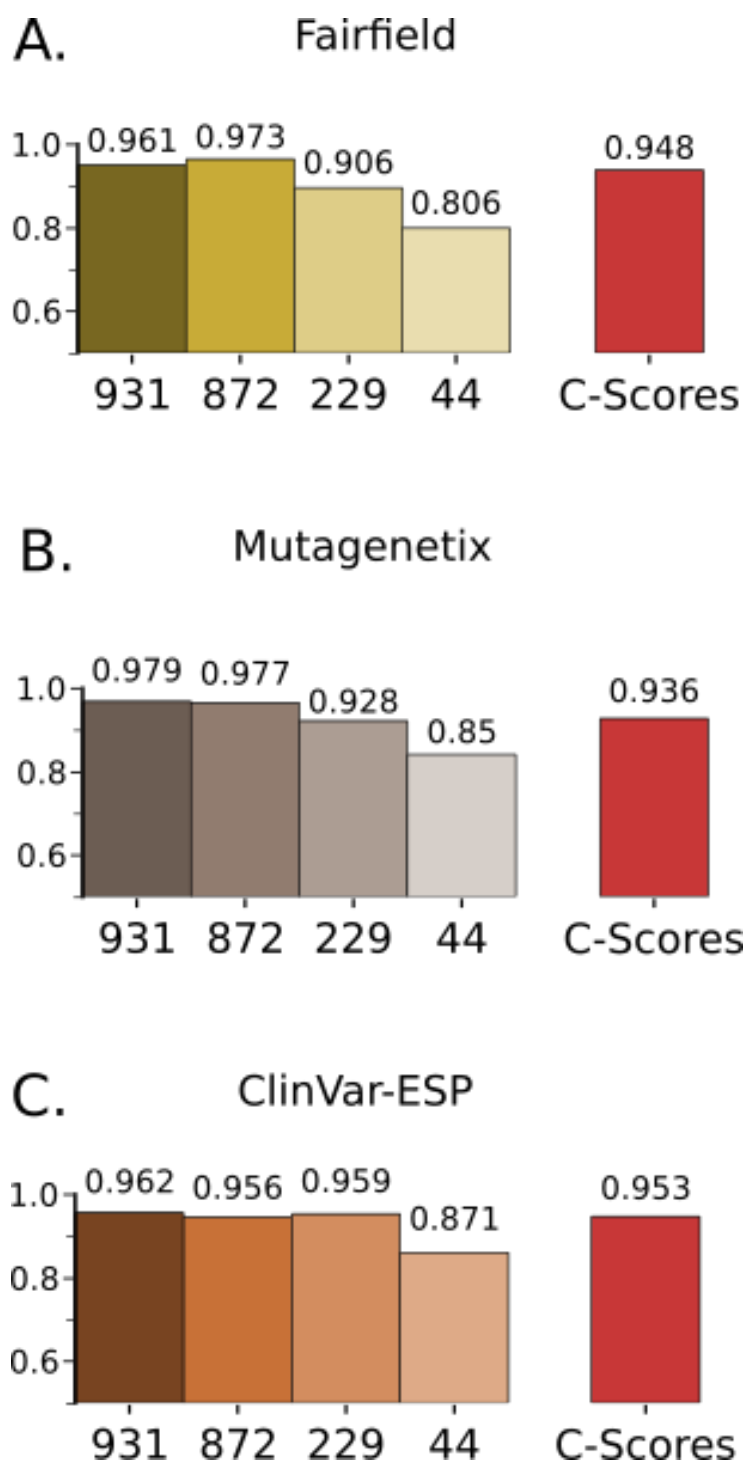 A. Fairfield
0.961 0.973 0.906 0.806 0.948
1.0
0.8
0.6
931 872 229 44 C-Scores
B. Mutagenetix
0.979 0.977 0.928 0.85 0.936
1.0
0.8
0.6
931 872 229 44 C-Scores
C. ClinVar-ESP
0.962 0.956 0.959 0.871 0.953
1.0
0.8
0.6
931 872 229 44 C-Scores